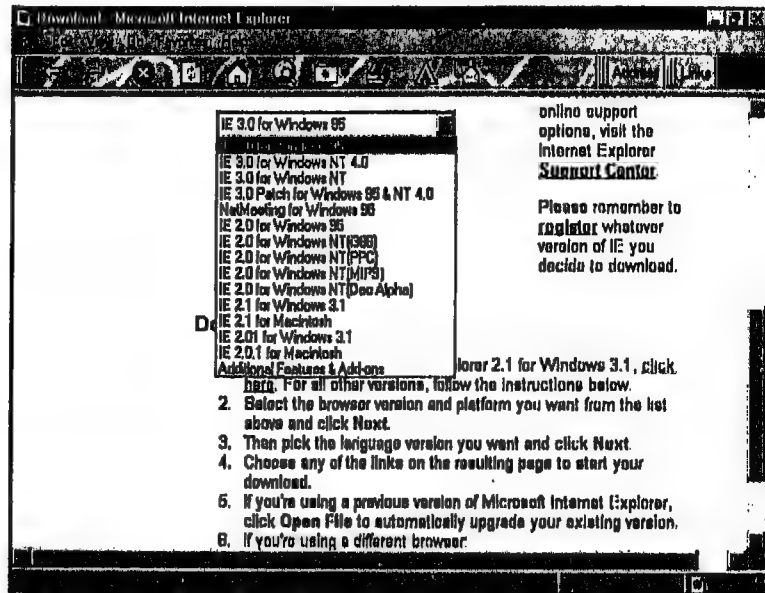 Download - Microsoft Internet Explorer
Links
IE 3.0 for Windows 95
IE 3.0 for Windows 95
IE 3.0 for Windows NT 4.0
IE 3.0 for Windows NT
IE 3.0 Patch for Windows 95 & NT 4.0
NetMeeting for Windows 95
IE 2.0 for Windows 95
IE 2.0 for Windows NT(i386)
IE 2.0 for Windows NT(PPC)
IE 2.0 for Windows NT(MIPS)
IE 2.0 for Windows NT(Dec Alpha)
IE 2.1 for Windows 3.1
IE 2.1 for Macintosh
IE 2.01 for Windows 3.1
IE 2.0.1 for Macintosh
Additional Features & Add-ons
online support
options, visit the
Internet Explorer
Support Center.
Please remember to
register whatever
version of IE you
decide to download.
lorer 2.1 for Windows 3.1, click
here. For all other versions, follow the instructions below.
2. Select the browser version and platform you want from the list
above and click Next.
3. Then pick the language version you want and click Next.
4. Choose any of the links on the resulting page to start your
download.
5. If you're using a previous version of Microsoft Internet Explorer,
click Open File to automatically upgrade your existing version.
6. If you're using a different browser: